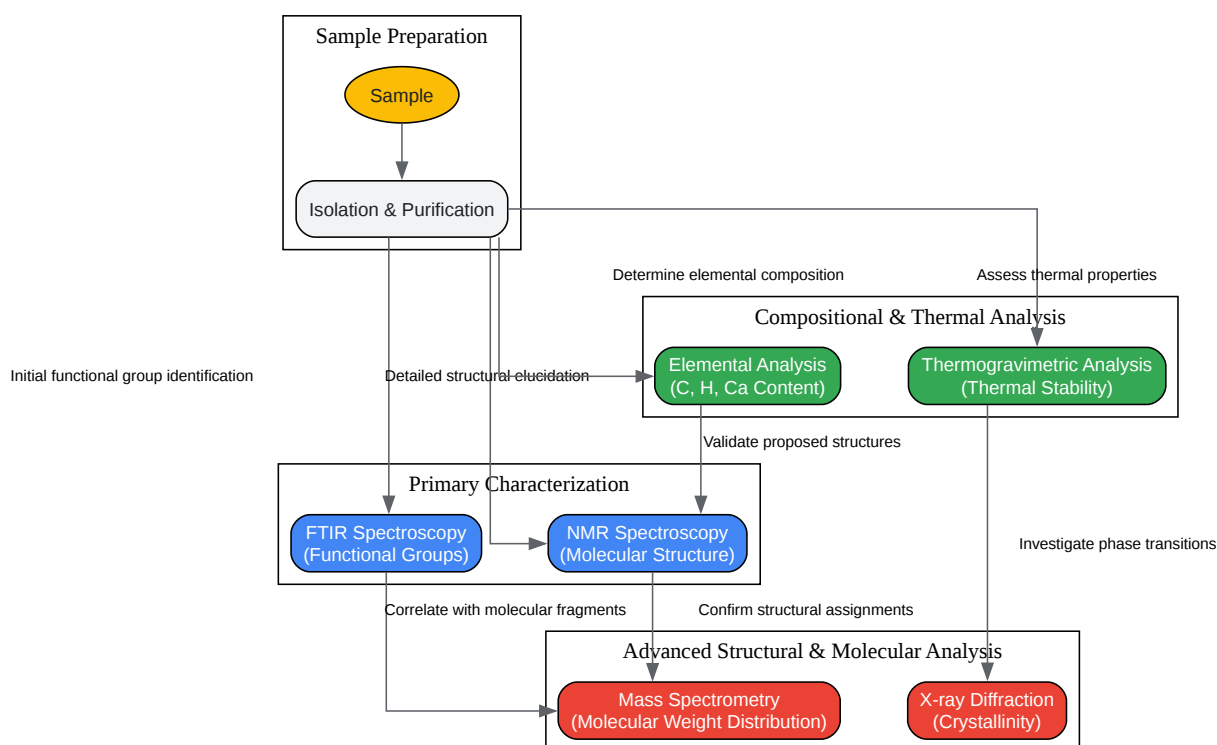 Sample Preparation
Sample
Isolation & Purification
Determine elemental composition
Assess thermal properties
Compositional & Thermal Analysis
Initial functional group identification
Detailed structural elucidation
Elemental Analysis
(C, H, Ca Content)
Thermogravimetric Analysis
(Thermal Stability)
Validate proposed structures
Primary Characterization
FTIR Spectroscopy
(Functional Groups)
NMR Spectroscopy
(Molecular Structure)
Investigate phase transitions
Correlate with molecular fragments
Confirm structural assignments
Advanced Structural & Molecular Analysis
Mass Spectrometry
(Molecular Weight Distribution)
X-ray Diffraction
(Crystallinity)